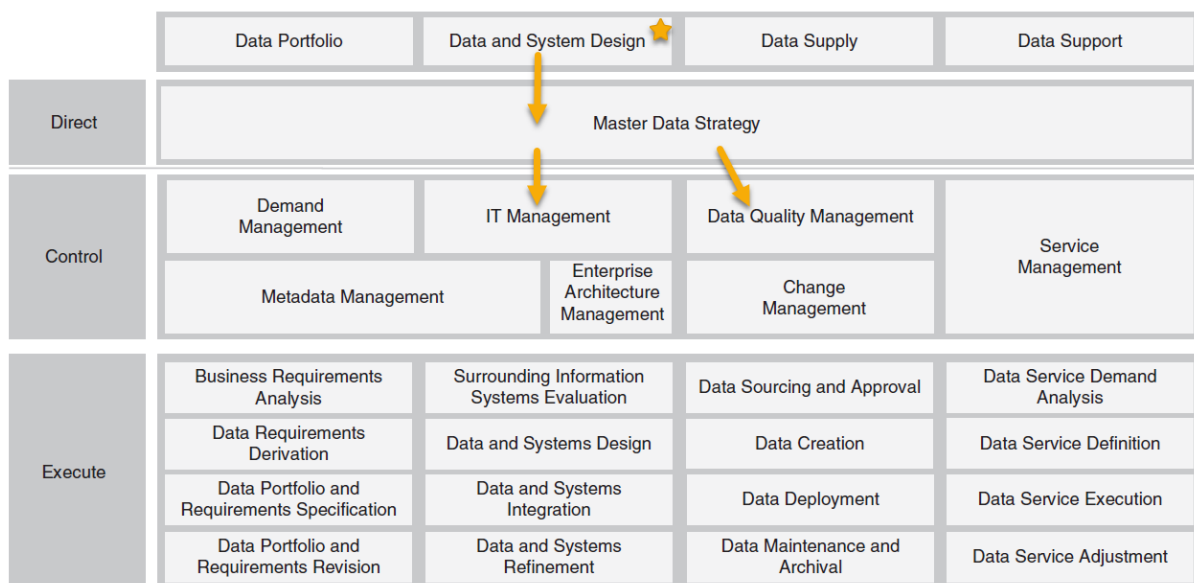 Data Portfolio
Data and System Design
Data Supply
Data Support
Direct
Master Data Strategy
Control
Demand
Management
IT Management
Data Quality Management
Service
Management
Metadata Management
Enterprise
Architecture
Management
Change
Management
Execute
Business Requirements
Analysis
Surrounding Information
Systems Evaluation
Data Sourcing and Approval
Data Service Demand
Analysis
Data Requirements
Derivation
Data and Systems Design
Data Creation
Data Service Definition
Data Portfolio and
Requirements Specification
Data and Systems
Integration
Data Deployment
Data Service Execution
Data Portfolio and
Requirements Revision
Data and Systems
Refinement
Data Maintenance and
Archival
Data Service Adjustment